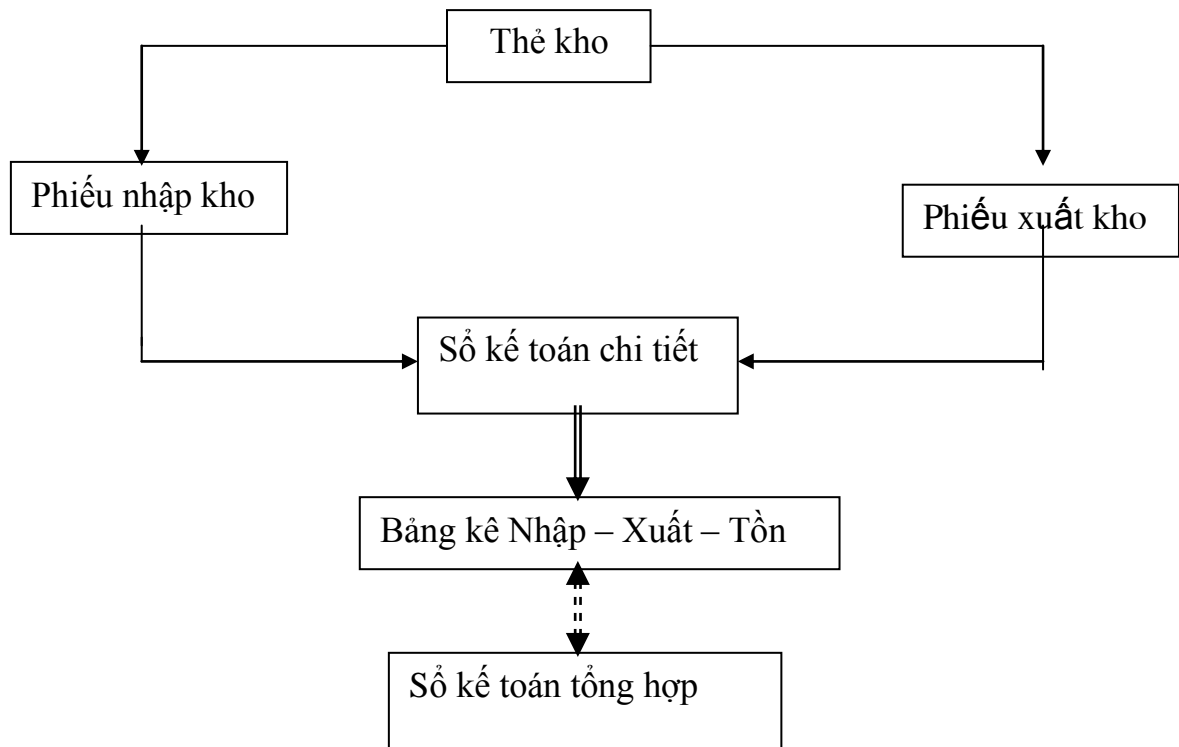 Thẻ kho
Phiếu nhập kho
Phiếu xuất kho
Sổ kế toán chi tiết
Bảng kê Nhập – Xuất – Tồn
Sổ kế toán tổng hợp